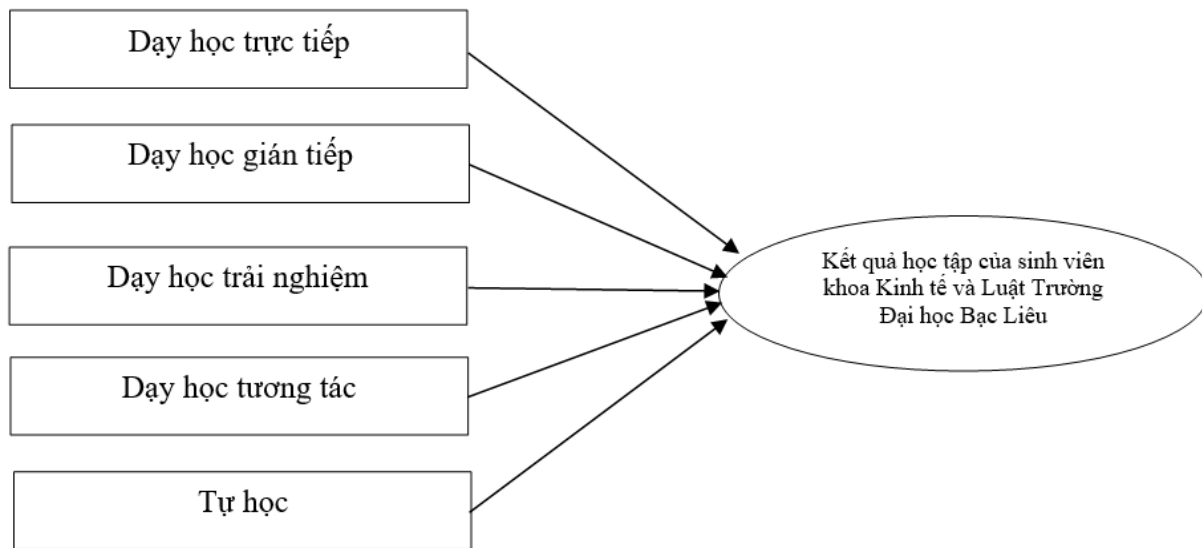 Dạy học trực tiếp
Dạy học gián tiếp
Dạy học trải nghiệm
Dạy học tương tác
Tự học
Kết quả học tập của sinh viên
khoa Kinh tế và Luật Trường
Đại học Bạc Liêu